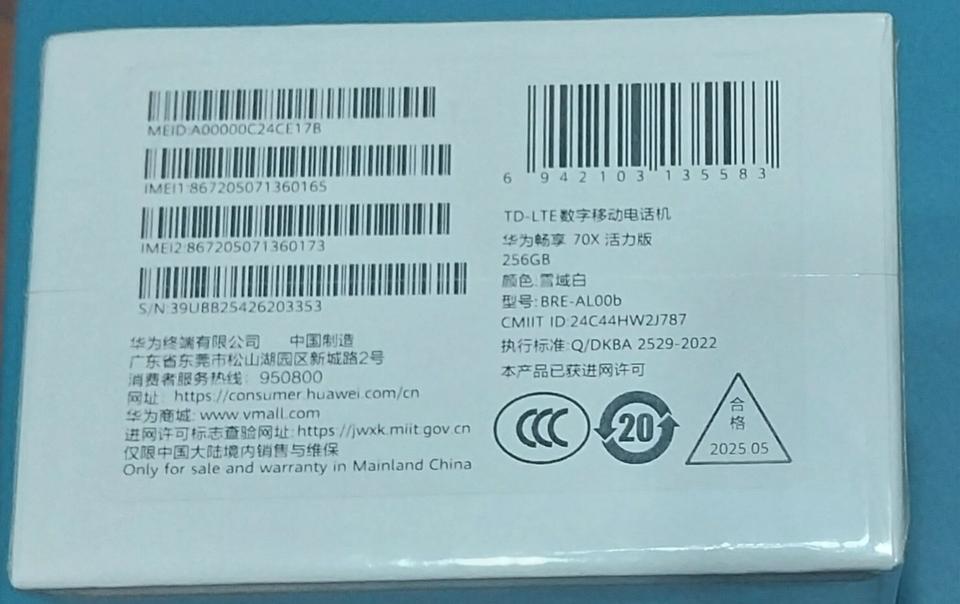 MEID:A00000C24CE17B
IMEI1:867205071360165
IMEI2:867205071360173
S/N:39UBB25426203353
华为终端有限公司 中国制造
广东省东莞市松山湖园区新城路2号
消费者服务热线: 950800
网址: https://consumer.huawei.com/cn
华为商城: www.vmall.com
进网许可标志查验网址:https://jwxk.miit.gov.cn
仅限中国大陆境内销售与维保
Only for sale and warranty in Mainland China
6 942103 135583
TD-LTE数字移动电话机
华为畅享 70X 活力版
256GB
颜色:雪域白
型号:BRE-AL00b
CMIIT ID:24C44HW2J787
执行标准:Q/DKBA 2529-2022
本产品已获进网许可
CCC
20
合
格
2025.05